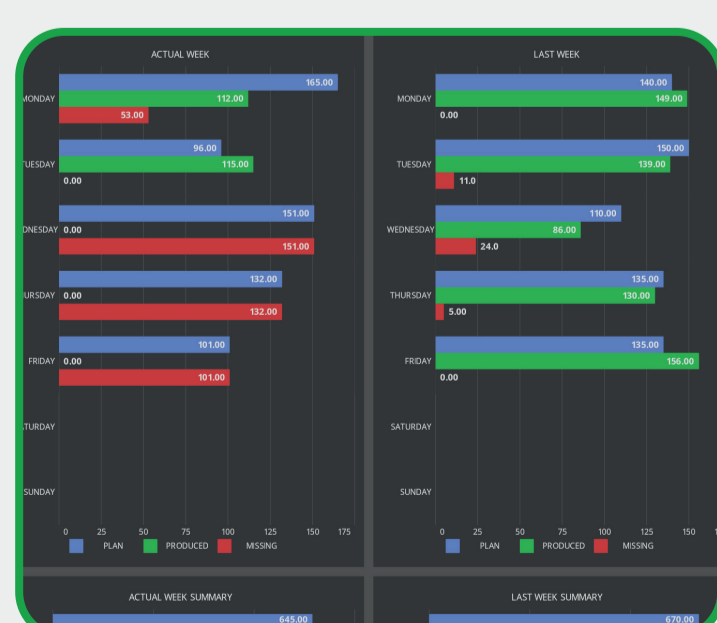 ACTUAL WEEK
165.00
MONDAY
112.00
53.00
96.00
TUESDAY
115.00
0.00
151.00
DNESDAY 0.00
151.00
132.00
URSDAY 0.00
132.00
101.00
FRIDAY 0.00
101.00
TURDAY
SUNDAY
0 25 50 75 100 125 150 175
PLAN PRODUCED MISSING
LAST WEEK
140.00
MONDAY 149.00
0.00
150.00
TUESDAY 139.00
11.0
110.00
WEDNESDAY 86.00
24.0
135.00
THURSDAY 130.00
5.00
135.00
FRIDAY 156.00
0.00
SATURDAY
SUNDAY
0 25 50 75 100 125 150
PLAN PRODUCED MISSING
ACTUAL WEEK SUMMARY
645.00
LAST WEEK SUMMARY
670.00